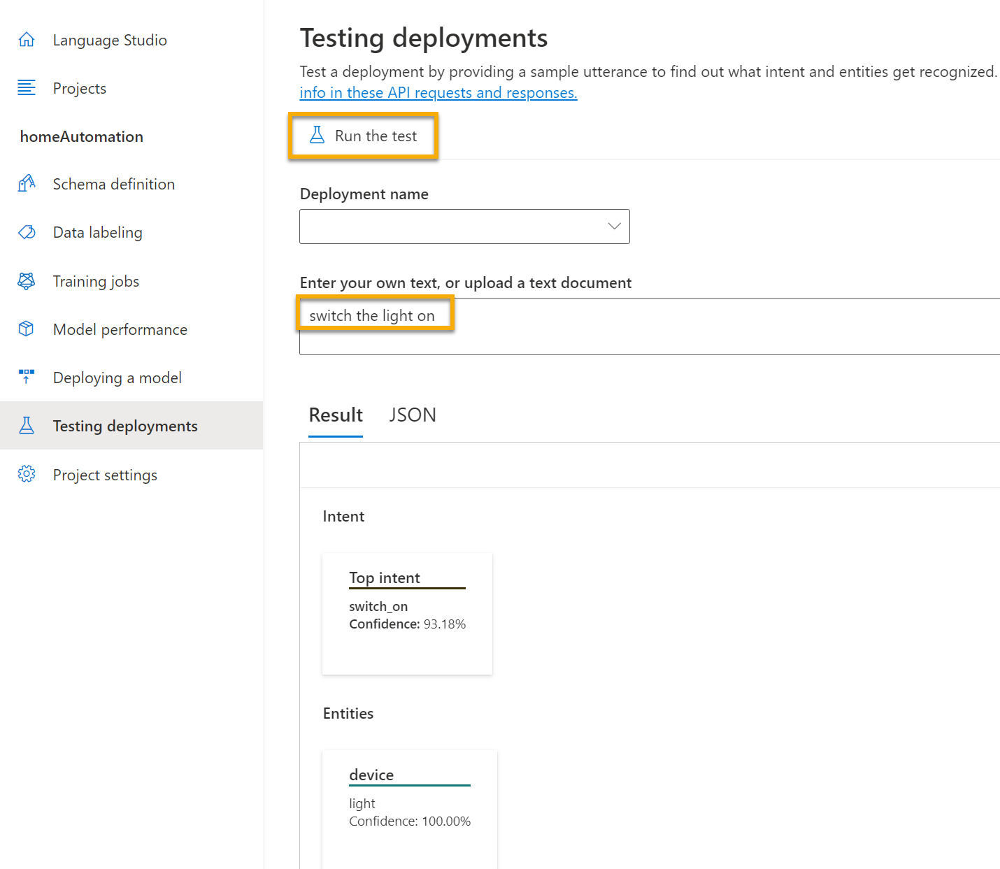 Language Studio
Projects
homeAutomation
Schema definition
Data labeling
Training jobs
Model performance
Deploying a model
Testing deployments
Project settings
Testing deployments
Test a deployment by providing a sample utterance to find out what intent and entities get recognized.
info in these API requests and responses.
Run the test
Deployment name
Enter your own text, or upload a text document
switch the light on
Result JSON
Intent
Top intent
switch_on
Confidence: 93.18%
Entities
device
light
Confidence: 100.00%